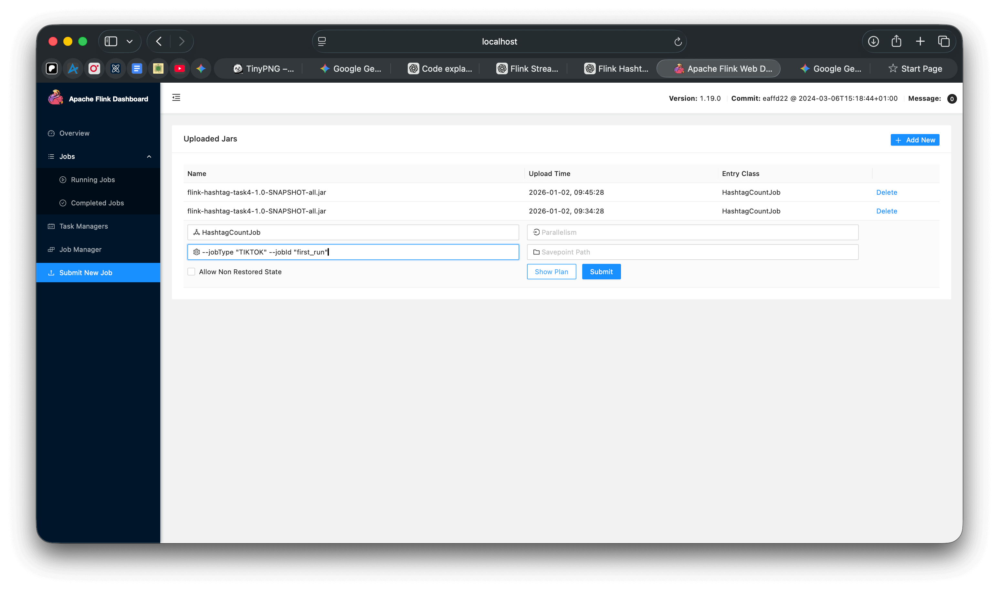 localhost
TinyPNG –...
Google Ge...
Code expla...
Flink Strea...
Flink Hasht...
Apache Flink Web D...
Google Ge...
Start Page
Apache Flink Dashboard
Version: 1.19.0 Commit: eaffd22 @ 2024-03-06T15:18:44+01:00 Message: 0
Overview
Jobs
Running Jobs
Completed Jobs
Task Managers
Job Manager
Submit New Job
Uploaded Jars
+ Add New
Name Upload Time Entry Class
flink-hashtag-task4-1.0-SNAPSHOT-all.jar 2026-01-02, 09:45:28 HashtagCountJob Delete
flink-hashtag-task4-1.0-SNAPSHOT-all.jar 2026-01-02, 09:34:28 HashtagCountJob Delete
HashtagCountJob Parallelism
--jobType "TIKTOK" --jobId "first_run" Savepoint Path
Allow Non Restored State Show Plan Submit